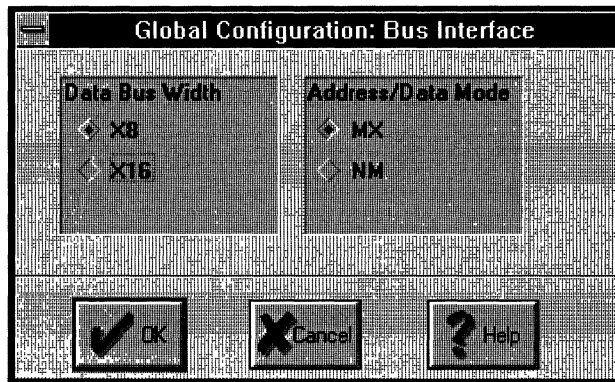 Global Configuration: Bus Interface
Data Bus Width
X8
X16
Address/Data Mode
MX
NM
OK
Cancel
Help